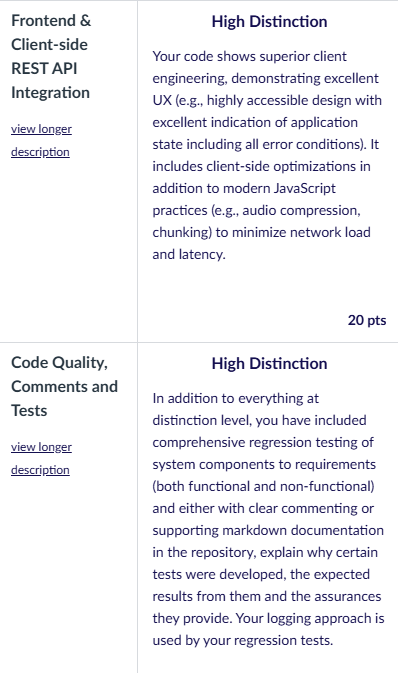 Frontend &
Client-side
REST API
Integration
view longer
description
High Distinction
Your code shows superior client
engineering, demonstrating excellent
UX (e.g., highly accessible design with
excellent indication of application
state including all error conditions). It
includes client-side optimizations in
addition to modern JavaScript
practices (e.g., audio compression,
chunking) to minimize network load
and latency.
20 pts
Code Quality,
Comments and
Tests
view longer
description
High Distinction
In addition to everything at
distinction level, you have included
comprehensive regression testing of
system components to requirements
(both functional and non-functional)
and either with clear commenting or
supporting markdown documentation
in the repository, explain why certain
tests were developed, the expected
results from them and the assurances
they provide. Your logging approach is
used by your regression tests.